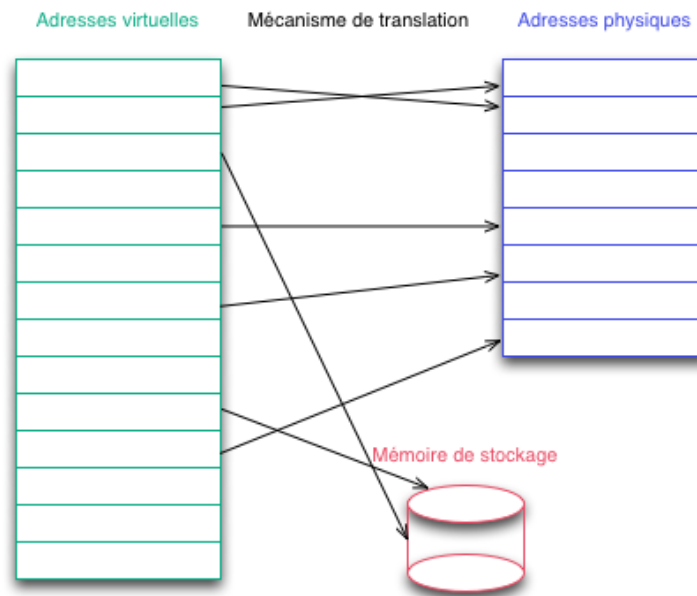 Adresses virtuelles
Mécanisme de translation
Adresses physiques
Mémoire de stockage